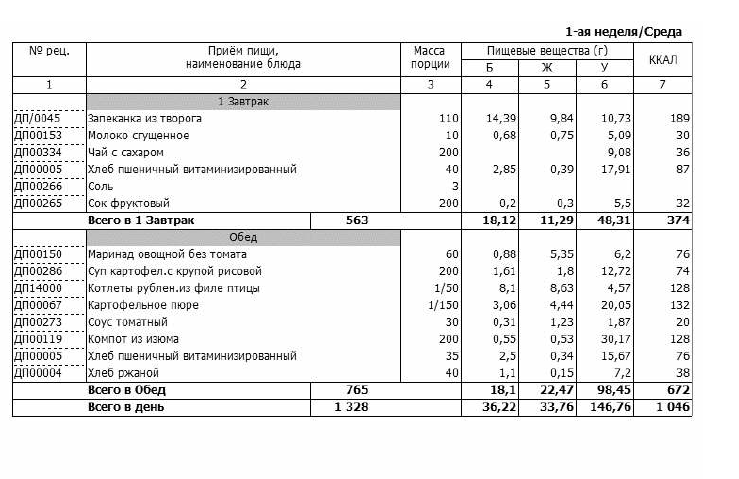 1-ая неделя/Среда
№ рец. Приём пищи, наименование блюда Масса порции Пищевые вещества (г) ККАЛ
Б Ж У
1 2 3 4 5 6 7
1 Завтрак
ДП/0045 Запеканка из творога 110 14,39 9,84 10,73 189
ДП00153 Молоко сгущенное 10 0,68 0,75 5,09 30
ДП00334 Чай с сахаром 200 9,08 36
ДП00005 Хлеб пшеничный витаминизированный 40 2,85 0,39 17,91 87
ДП00266 Соль 3
ДП00265 Сок фруктовый 200 0,2 0,3 5,5 32
Всего в 1 Завтрак 563 18,12 11,29 48,31 374
Обед
ДП00150 Маринад овощной без томата 60 0,88 5,35 6,2 76
ДП00286 Суп картофел.с крупой рисовой 200 1,61 1,8 12,72 74
ДП14000 Котлеты рублен.из филе птицы 1/50 8,1 8,63 4,57 128
ДП00067 Картофельное пюре 1/150 3,06 4,44 20,05 132
ДП00273 Соус томатный 30 0,31 1,23 1,87 20
ДП00119 Компот из изюма 200 0,55 0,53 30,17 128
ДП00005 Хлеб пшеничный витаминизированный 35 2,5 0,34 15,67 76
ДП00004 Хлеб ржаной 40 1,1 0,15 7,2 38
Всего в Обед 765 18,1 22,47 98,45 672
Всего в день 1 328 36,22 33,76 146,76 1 046